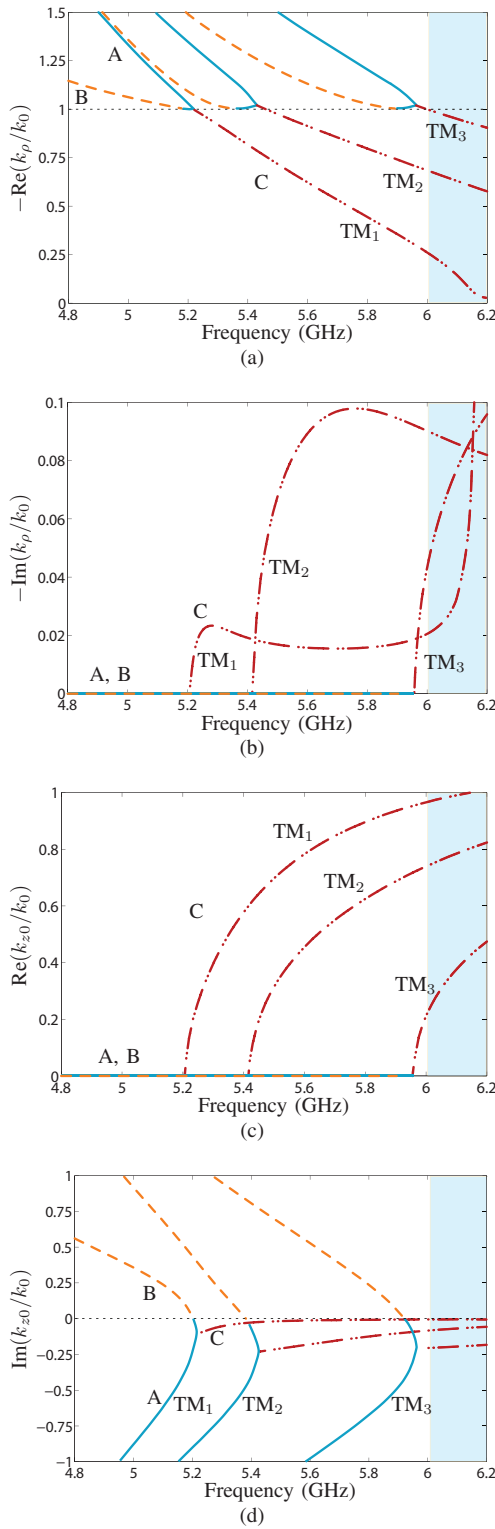 1.5
A
B
1
TM₃
−Re(kρ/k0)
0.75
C
TM₂
0.5
TM₁
0.25
0
4.8 5 5.2 5.4 5.6 5.8 6 6.2
Frequency (GHz)
(a)
0.1
0.08
−Im(kρ/k0)
0.06
TM₂
0.04
C
0.02
TM₁
TM₃
A, B
0
4.8 5 5.2 5.4 5.6 5.8 6 6.2
Frequency (GHz)
(b)
1
TM₁
0.8
TM₂
Re(kz0/k0)
0.6
C
0.4
TM₃
0.2
A, B
0
4.8 5 5.2 5.4 5.6 5.8 6 6.2
Frequency (GHz)
(c)
1
0.75
0.5
Im(kz0/k0)
B
0.25
0
C
−0.25
−0.5
A
TM₁
TM₂
TM₃
−0.75
−1
4.8 5 5.2 5.4 5.6 5.8 6 6.2
Frequency (GHz)
(d)